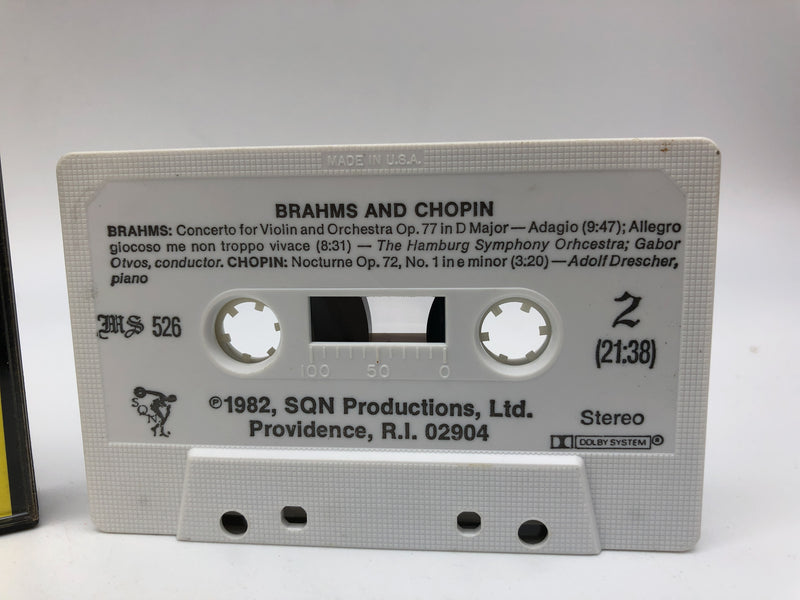 MADE IN U.S.A.
BRAHMS AND CHOPIN
BRAHMS: Concerto for Violin and Orchestra Op. 77 in D Major — Adagio (9:47); Allegro
giocoso me non troppo vivace (8:31) — The Hamburg Symphony Orhcestra; Gabor
Otvos, conductor. CHOPIN: Nocturne Op. 72, No. 1 in e minor (3:20) — Adolf Drescher,
piano
MS 526
2
(21:38)
100 50 0
SQN
℗1982, SQN Productions, Ltd.
Providence, R.I. 02904
Stereo
DOLBY SYSTEM ®